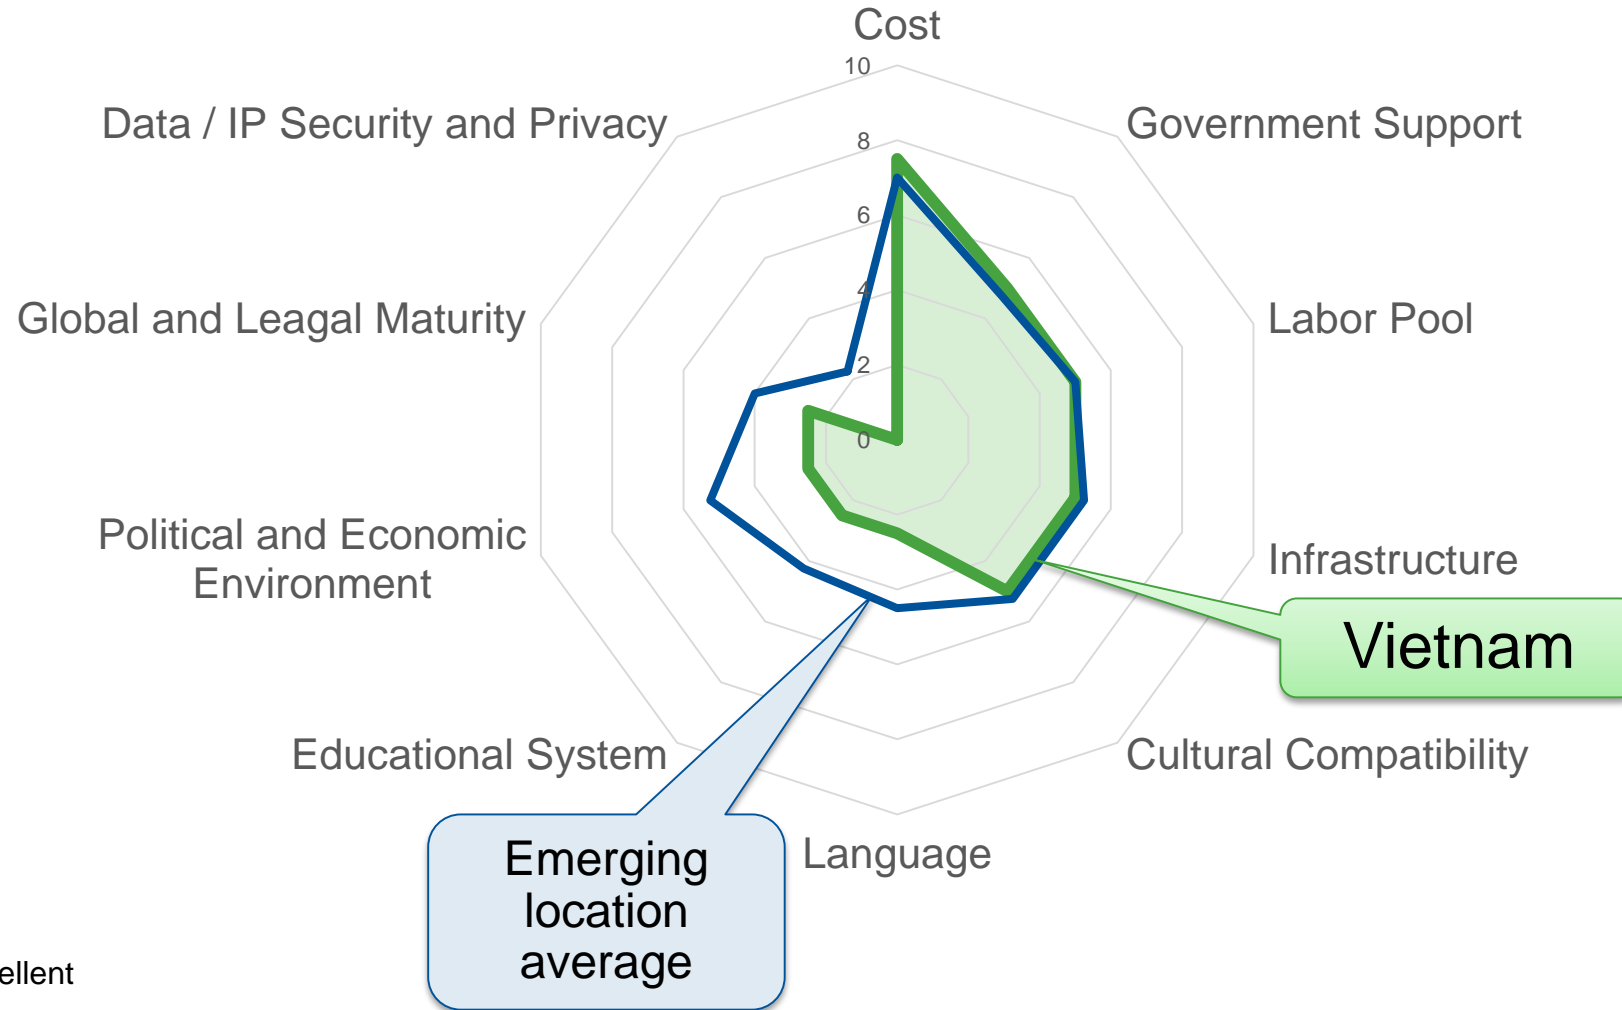 Cost
10
Data / IP Security and Privacy
Government Support
8
6
Global and Leagal Maturity
4
Labor Pool
2
0
Political and Economic
Environment
Infrastructure
Vietnam
Educational System
Cultural Compatibility
Language
Emerging
location
average
ellent